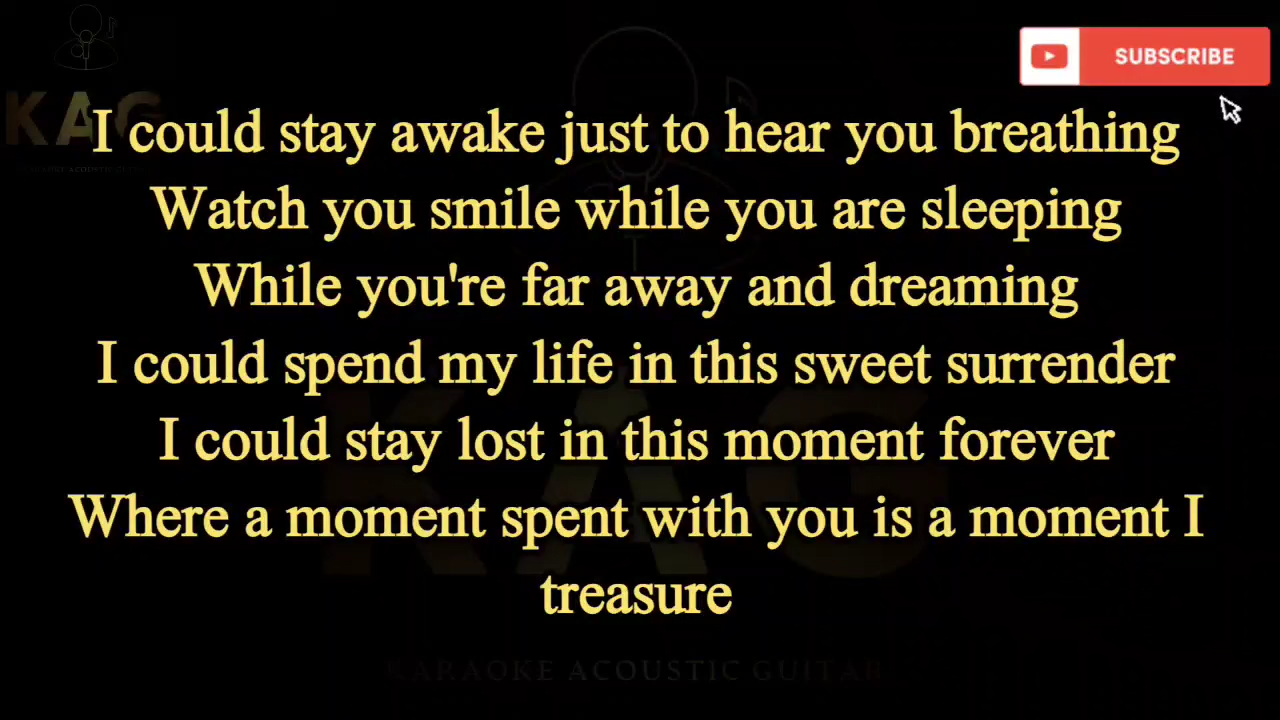 SUBSCRIBE
KAG
I could stay awake just to hear you breathing
Watch you smile while you are sleeping
While you're far away and dreaming
I could spend my life in this sweet surrender
I could stay lost in this moment forever
Where a moment spent with you is a moment I
treasure
KAG
KARAOKE ACOUSTIC GUITAR